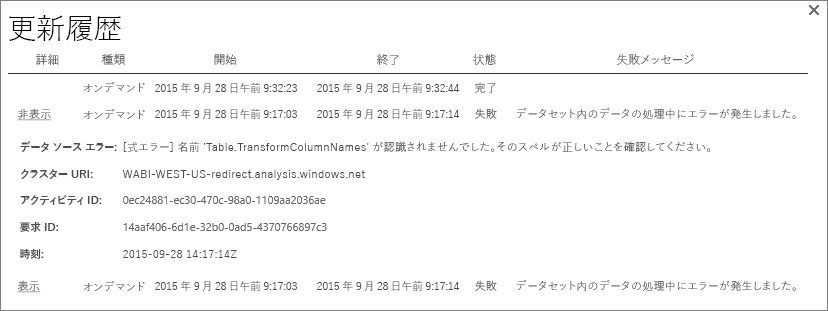 更新履歴
詳細 種類 開始 終了 状態 失敗メッセージ
オンデマンド 2015 年 9 月 28 日午前 9:32:23 2015 年 9 月 28 日午前 9:32:44 完了
非表示 オンデマンド 2015 年 9 月 28 日午前 9:17:03 2015 年 9 月 28 日午前 9:17:14 失敗 データセット内のデータの処理中にエラーが発生しました。
データ ソース エラー: [式エラー] 名前 'Table.TransformColumnNames' が認識されませんでした。そのスペルが正しいことを確認してください。
クラスター URI: WABI-WEST-US-redirect.analysis.windows.net
アクティビティ ID: 0ec24881-ec30-470c-98a0-1109aa2036ae
要求 ID: 14aaf406-6d1e-32b0-0ad5-4370766897c3
時刻: 2015-09-28 14:17:14Z
表示 オンデマンド 2015 年 9 月 28 日午前 9:17:03 2015 年 9 月 28 日午前 9:17:14 失敗 データセット内のデータの処理中にエラーが発生しました。